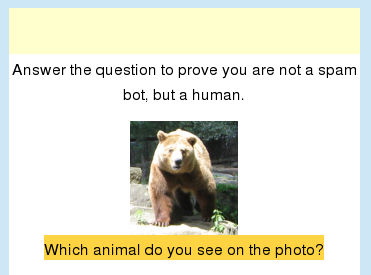 Answer the question to prove you are not a spam
bot, but a human.
Which animal do you see on the photo?